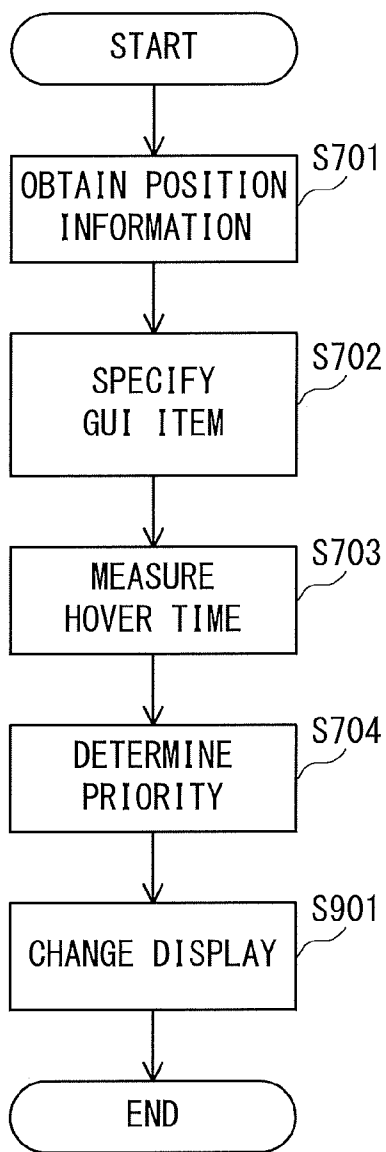 START
S701
OBTAIN POSITION
INFORMATION
S702
SPECIFY
GUI ITEM
S703
MEASURE
HOVER TIME
S704
DETERMINE
PRIORITY
S901
CHANGE DISPLAY
END